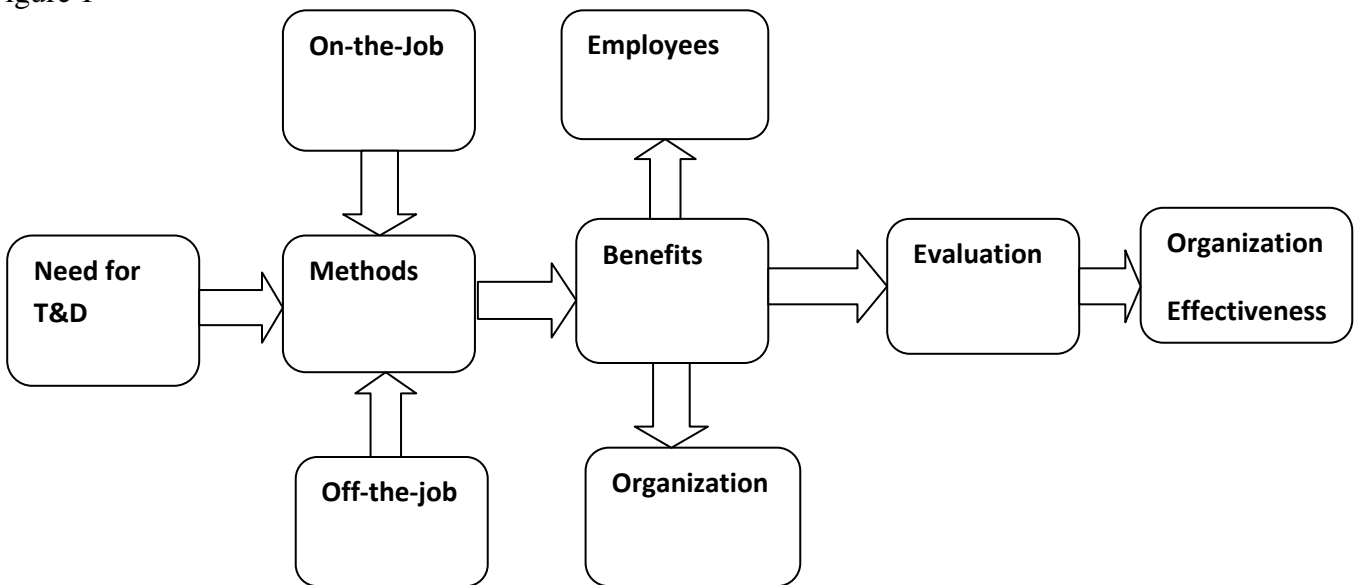 igure 1
On-the-Job
Employees
Need for
T&D
Methods
Benefits
Evaluation
Organization
Effectiveness
Off-the-job
Organization